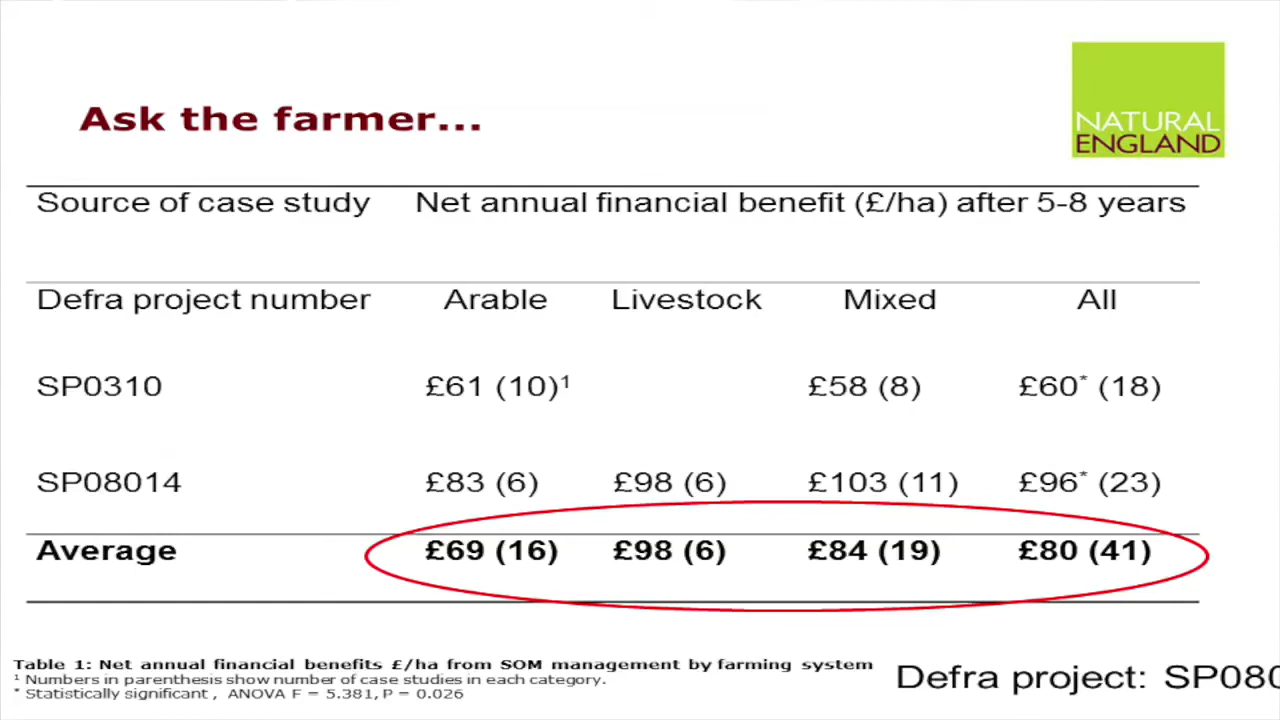 Ask the farmer...
NATURAL
ENGLAND
Source of case study Net annual financial benefit (£/ha) after 5-8 years
Defra project number Arable Livestock Mixed All
SP0310 £61 (10)¹ £58 (8) £60* (18)
SP08014 £83 (6) £98 (6) £103 (11) £96* (23)
Average £69 (16) £98 (6) £84 (19) £80 (41)
Table 1: Net annual financial benefits £/ha from SOM management by farming system
¹ Numbers in parenthesis show number of case studies in each category.
* Statistically significant , ANOVA F = 5.381, P = 0.026
Defra project: SP080